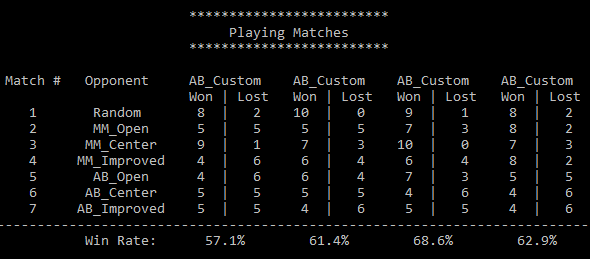 *************************
Playing Matches
*************************
Match # Opponent AB_Custom AB_Custom AB_Custom AB_Custom
Won | Lost Won | Lost Won | Lost Won | Lost
1 Random 8 | 2 10 | 0 9 | 1 8 | 2
2 MM_Open 5 | 5 5 | 5 7 | 3 8 | 2
3 MM_Center 9 | 1 7 | 3 10 | 0 7 | 3
4 MM_Improved 4 | 6 6 | 4 6 | 4 8 | 2
5 AB_Open 4 | 6 6 | 4 7 | 3 5 | 5
6 AB_Center 5 | 5 5 | 5 4 | 6 4 | 6
7 AB_Improved 5 | 5 4 | 6 5 | 5 4 | 6
--------------------------------------------------------------------------
Win Rate: 57.1% 61.4% 68.6% 62.9%